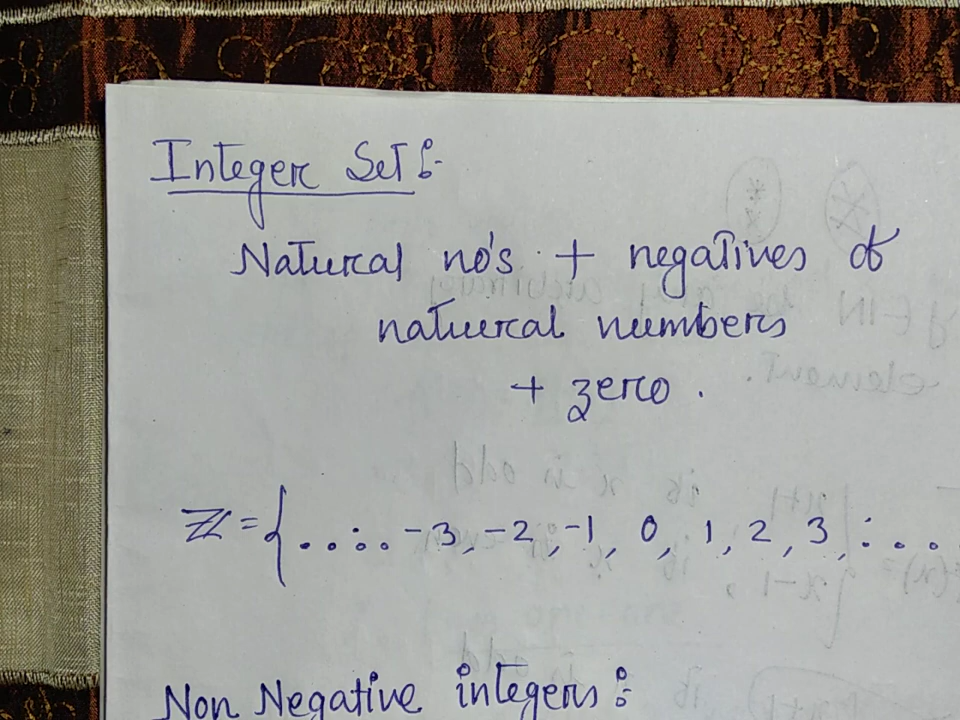 Integer Set :-
Natural no's + negatives of
natural numbers
+ zero .
ℤ = { . . . . . -3, -2, -1, 0, 1, 2, 3, . . . .
Non Negative integers :